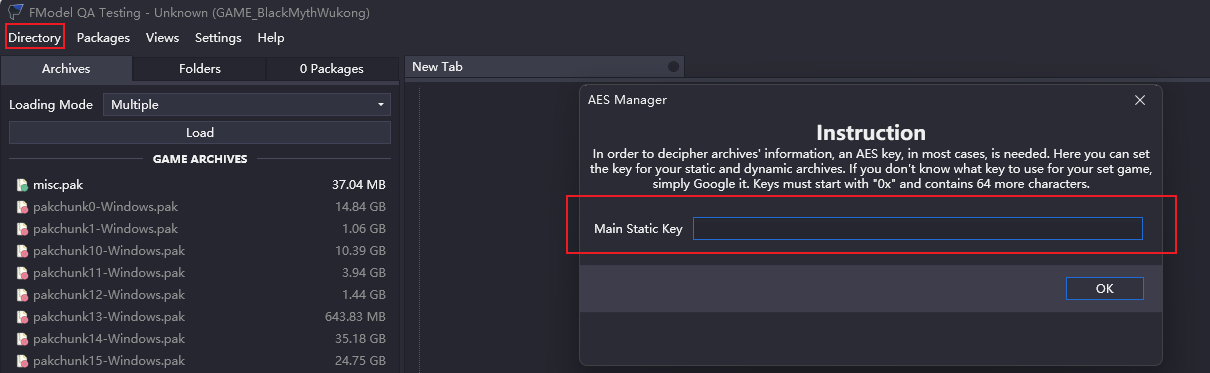 FModel QA Testing - Unknown (GAME_BlackMythWukong)
Directory Packages Views Settings Help
Archives Folders 0 Packages
Loading Mode Multiple
Load
GAME ARCHIVES
misc.pak 37.04 MB
pakchunk0-Windows.pak 14.84 GB
pakchunk1-Windows.pak 1.06 GB
pakchunk10-Windows.pak 10.39 GB
pakchunk11-Windows.pak 3.94 GB
pakchunk12-Windows.pak 1.44 GB
pakchunk13-Windows.pak 643.83 MB
pakchunk14-Windows.pak 35.18 GB
pakchunk15-Windows.pak 24.75 GB
New Tab
AES Manager
Instruction
In order to decipher archives' information, an AES key, in most cases, is needed. Here you can set
the key for your static and dynamic archives. If you don't know what key to use for your set game,
simply Google it. Keys must start with "0x" and contains 64 more characters.
Main Static Key
OK